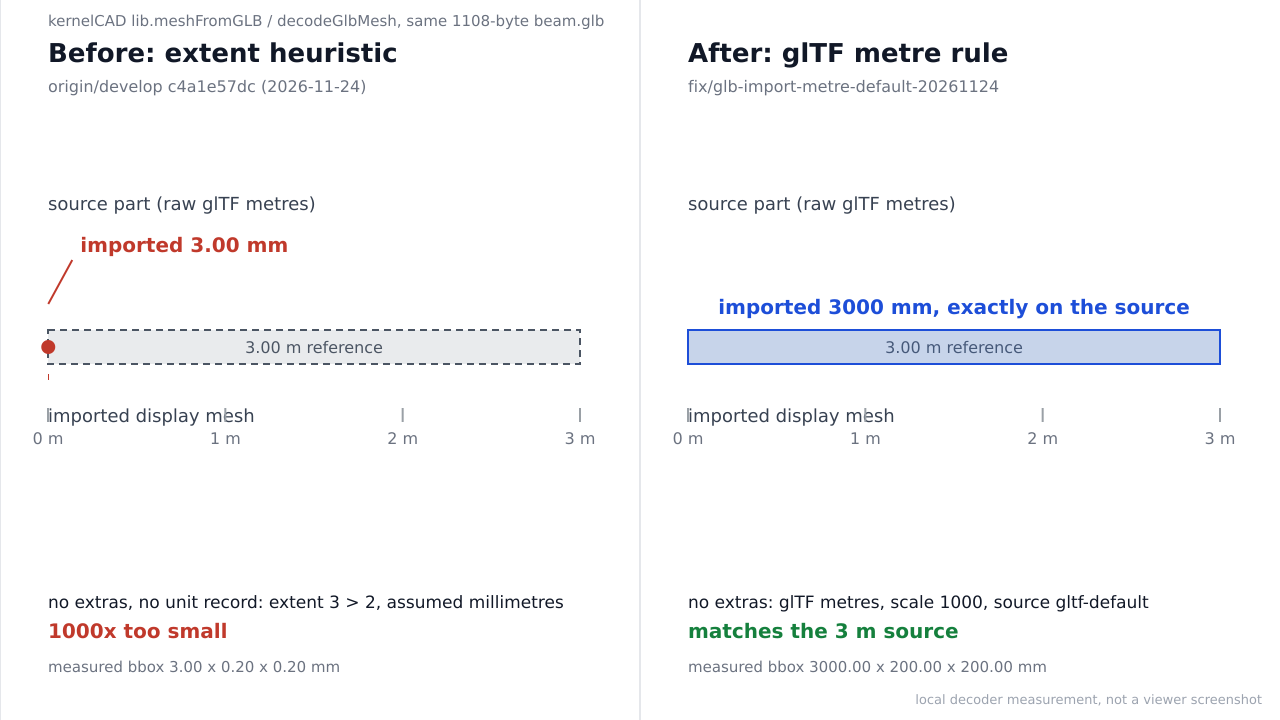 kernelCAD lib.meshFromGLB / decodeGlbMesh, same 1108-byte beam.glb
Before: extent heuristic
origin/develop c4a1e57dc (2026-11-24)
source part (raw glTF metres)
imported 3.00 mm
3.00 m reference
imported display mesh
0 m 1 m 2 m 3 m
no extras, no unit record: extent 3 > 2, assumed millimetres
1000x too small
measured bbox 3.00 x 0.20 x 0.20 mm
After: glTF metre rule
fix/glb-import-metre-default-20261124
source part (raw glTF metres)
imported 3000 mm, exactly on the source
3.00 m reference
imported display mesh
0 m 1 m 2 m 3 m
no extras: glTF metres, scale 1000, source gltf-default
matches the 3 m source
measured bbox 3000.00 x 200.00 x 200.00 mm
local decoder measurement, not a viewer screenshot